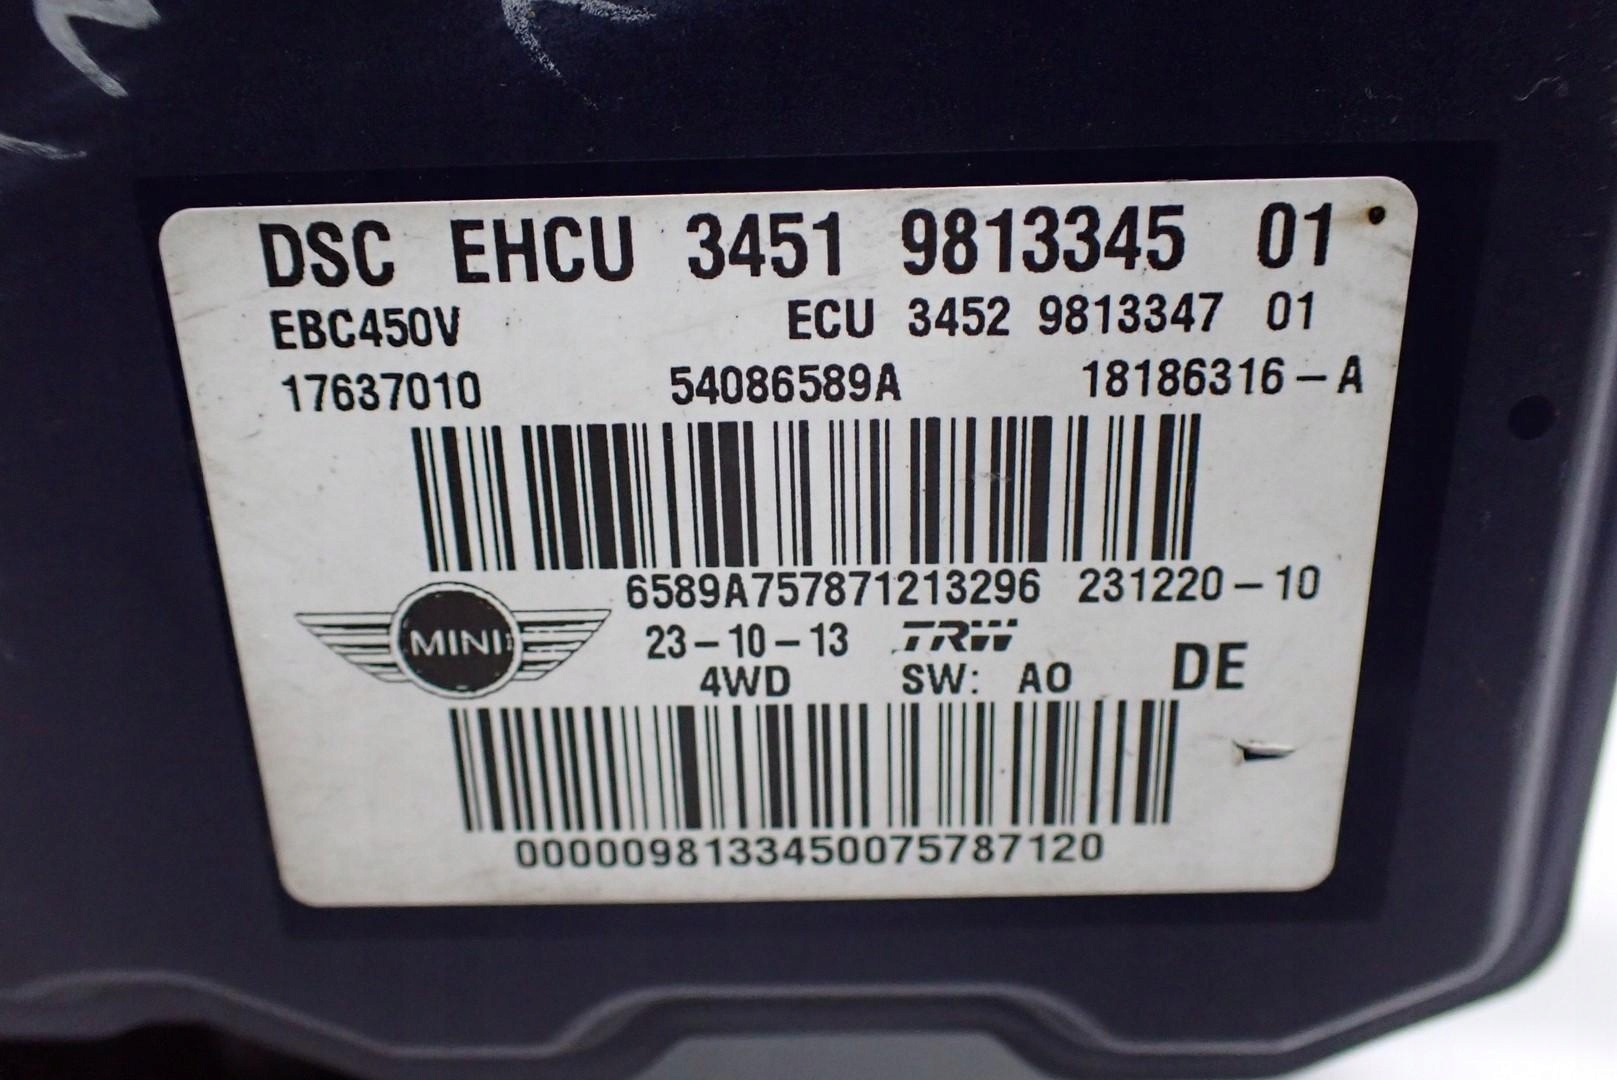 DSC EHCU 3451 9813345 01
EBC450V ECU 3452 9813347 01
17637010 54086589A 18186316-A
6589A757871213296 231220-10
MINI 23-10-13 TRW DE
4WD SW: A0
0000098133450075787120